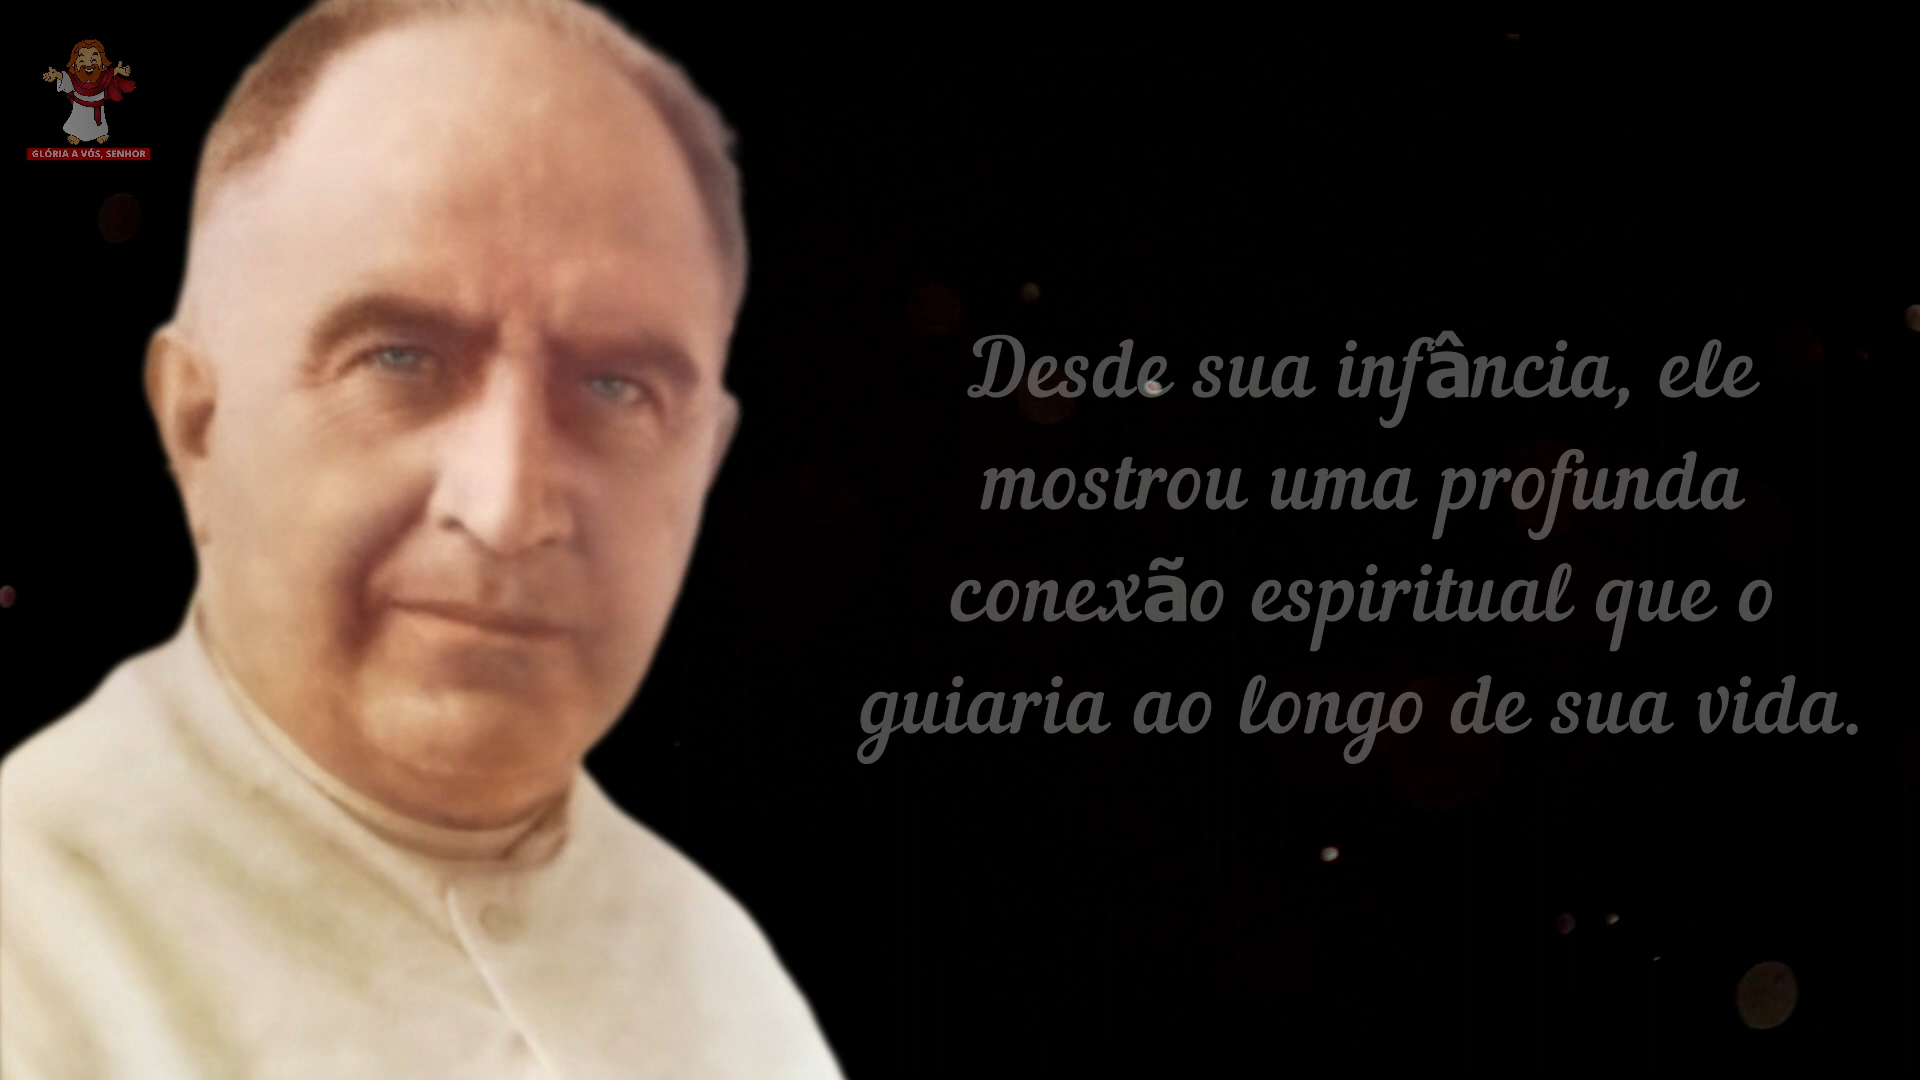 GLÓRIA A VÓS, SENHOR
Desde sua infância, ele
mostrou uma profunda
conexão espiritual que o
guiaria ao longo de sua vida.